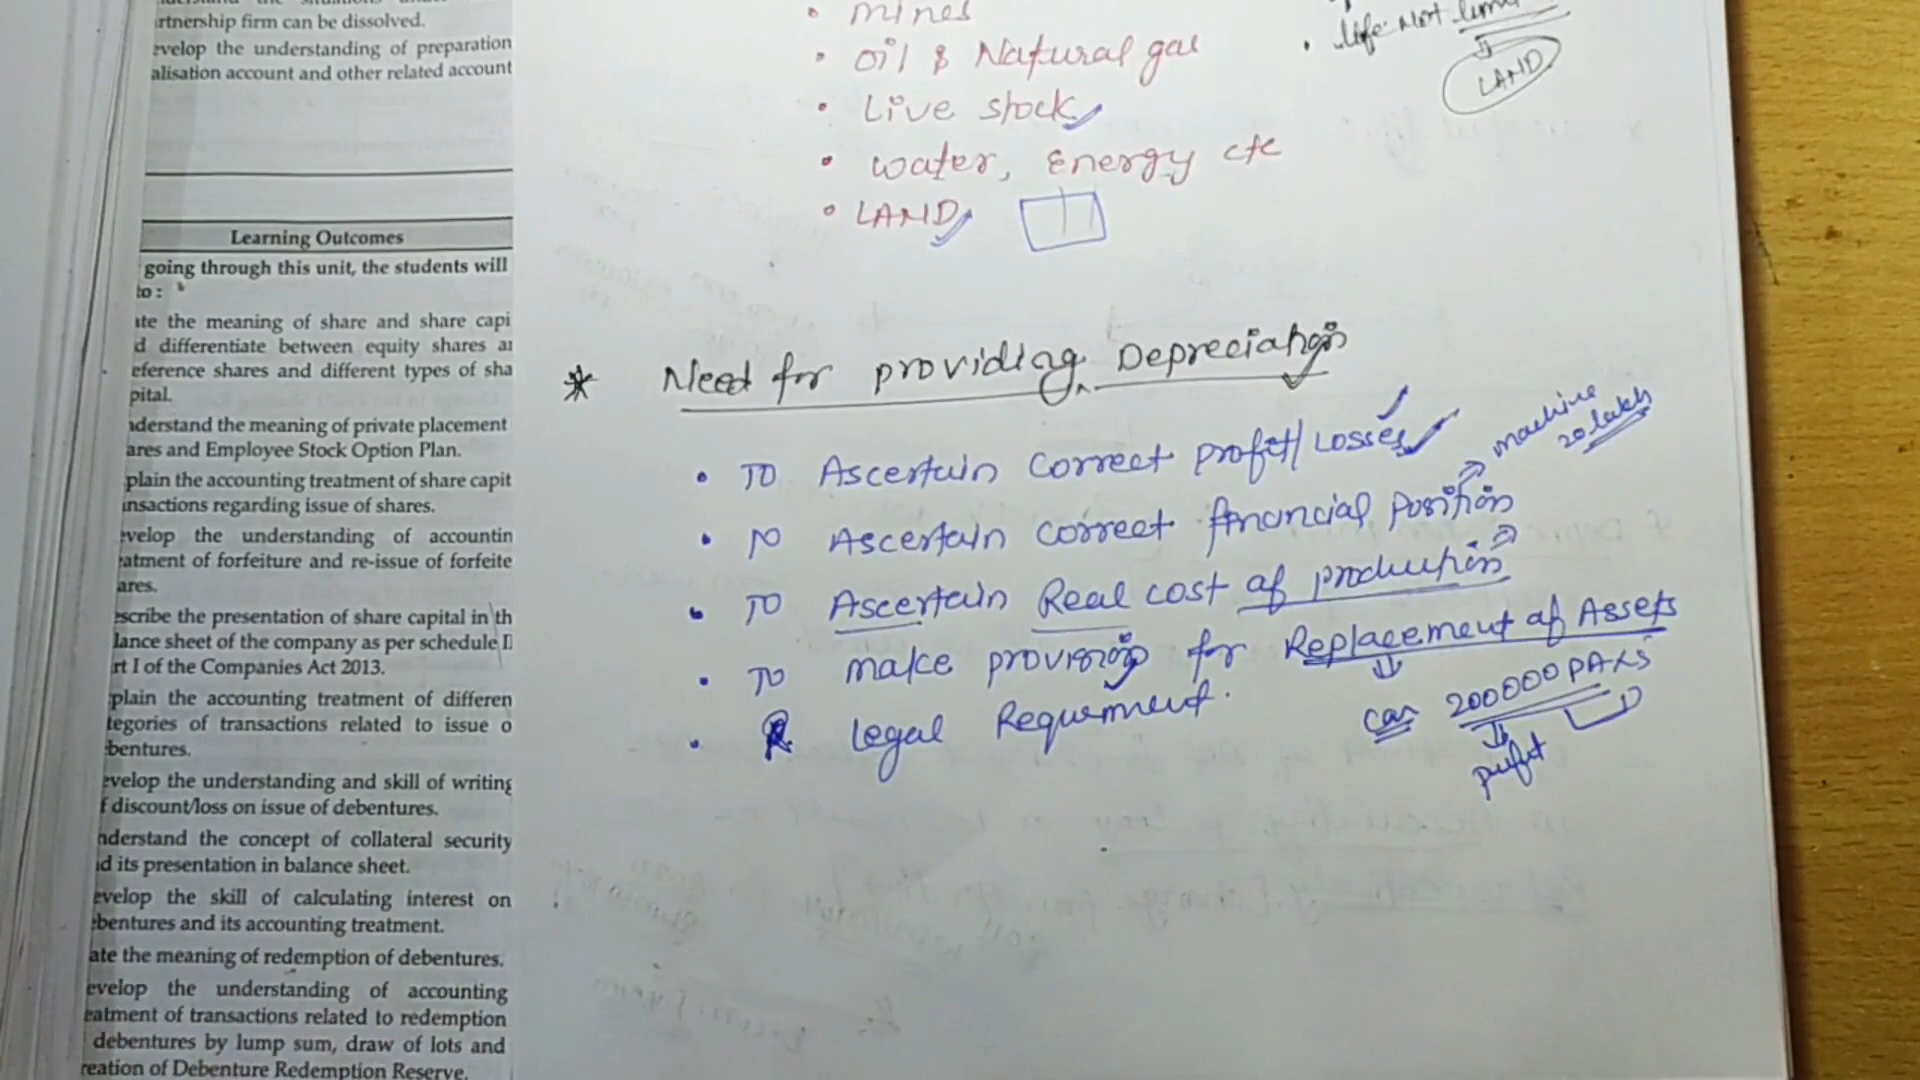 rtnership firm can be dissolved.
evelop the understanding of preparation
alisation account and other related account
Learning Outcomes
going through this unit, the students will
to :
ate the meaning of share and share capi
d differentiate between equity shares ar
eference shares and different types of sha
pital.
nderstand the meaning of private placement
ares and Employee Stock Option Plan.
plain the accounting treatment of share capit
ansactions regarding issue of shares.
evelop the understanding of accountin
eatment of forfeiture and re-issue of forfeite
ares.
escribe the presentation of share capital in th
lance sheet of the company as per schedule I
rt I of the Companies Act 2013.
plain the accounting treatment of differen
tegories of transactions related to issue o
bentures.
evelop the understanding and skill of writing
f discount/loss on issue of debentures.
nderstand the concept of collateral security
d its presentation in balance sheet.
evelop the skill of calculating interest on
ebentures and its accounting treatment.
ate the meaning of redemption of debentures.
evelop the understanding of accounting
eatment of transactions related to redemption
debentures by lump sum, draw of lots and
reation of Debenture Redemption Reserve.
• mines
• Oil & Natural gas
• Live stock
• water, Energy etc
• LAND
• life Not
LAND
* Need for providing Depreciation
• TO Ascertain correct profit/Losses
• TO Ascertain correct financial Position
machine
20 lakh
• TO Ascertain Real cost of production
• TO make provision for Replacement of Assets
• Legal Requirment.
car 200000 PA
profit